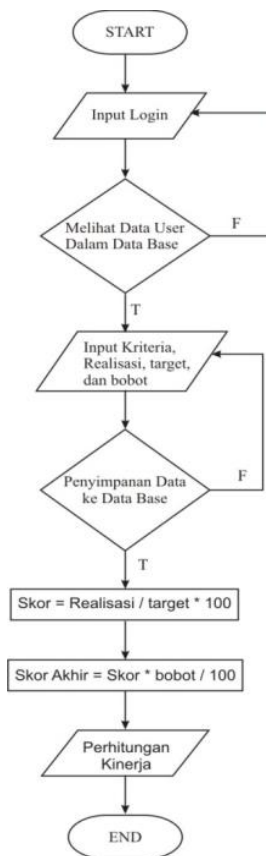 START
Input Login
Melihat Data User
Dalam Data Base
F
T
Input Kriteria,
Realisasi, target,
dan bobot
Penyimpanan Data
ke Data Base
F
T
Skor = Realisasi / target * 100
Skor Akhir = Skor * bobot / 100
Perhitungan
Kinerja
END